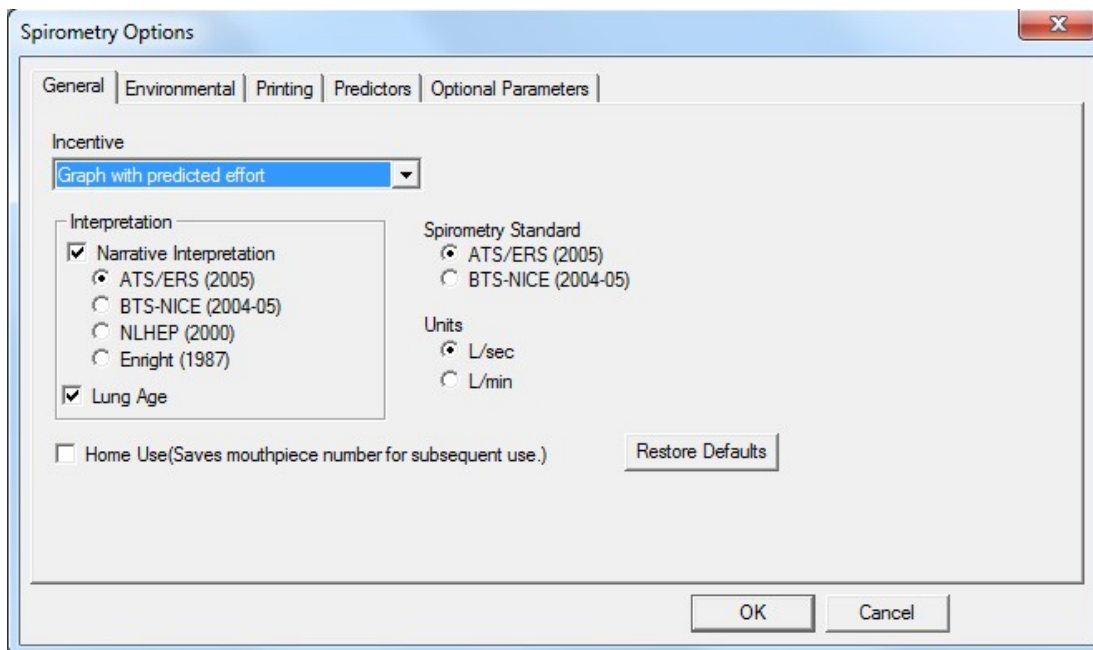 Spirometry Options
General Environmental Printing Predictors Optional Parameters
Incentive
Graph with predicted effort
Interpretation
Narrative Interpretation
ATS/ERS (2005)
BTS-NICE (2004-05)
NLHEP (2000)
Enright (1987)
Lung Age
Spirometry Standard
ATS/ERS (2005)
BTS-NICE (2004-05)
Units
L/sec
L/min
Home Use(Saves mouthpiece number for subsequent use.)
Restore Defaults
OK Cancel